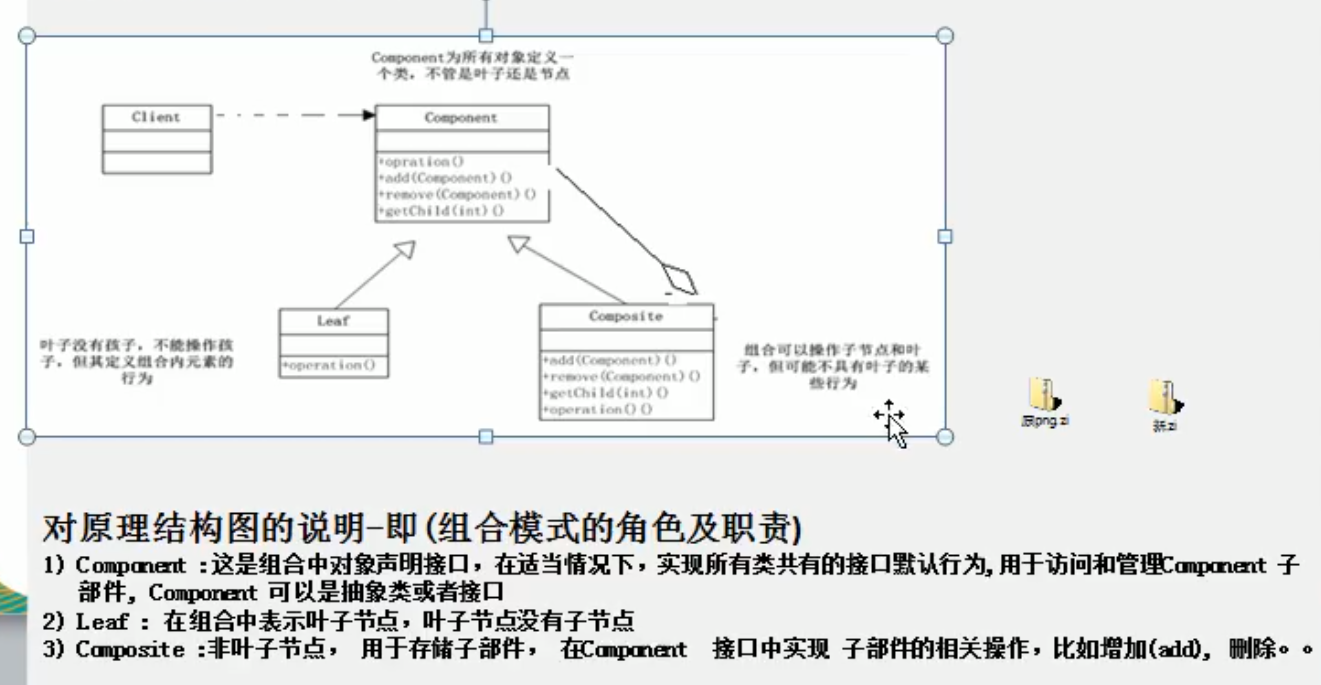 Component为所有对象定义一
个类，不管是叶子还是节点
Client
Component
+opration()
+add(Component)()
+remove(Component)()
+getChild(int)()
Leaf
+operation()
Composite
+add(Component)()
+remove(Component)()
+getChild(int)()
+operation()()
叶子没有孩子，不能操作孩
子，但其定义组合内元素的
行为
组合可以操作子节点和叶
子，但可能不具有叶子的某
些行为
原png.zi
新.zi
对原理结构图的说明-即(组合模式的角色及职责)
1) Component :这是组合中对象声明接口，在适当情况下，实现所有类共有的接口默认行为,用于访问和管理Component 子
部件, Component 可以是抽象类或者接口
2) Leaf : 在组合中表示叶子节点，叶子节点没有子节点
3) Composite :非叶子节点， 用于存储子部件， 在Component 接口中实现 子部件的相关操作，比如增加(add), 删除。。